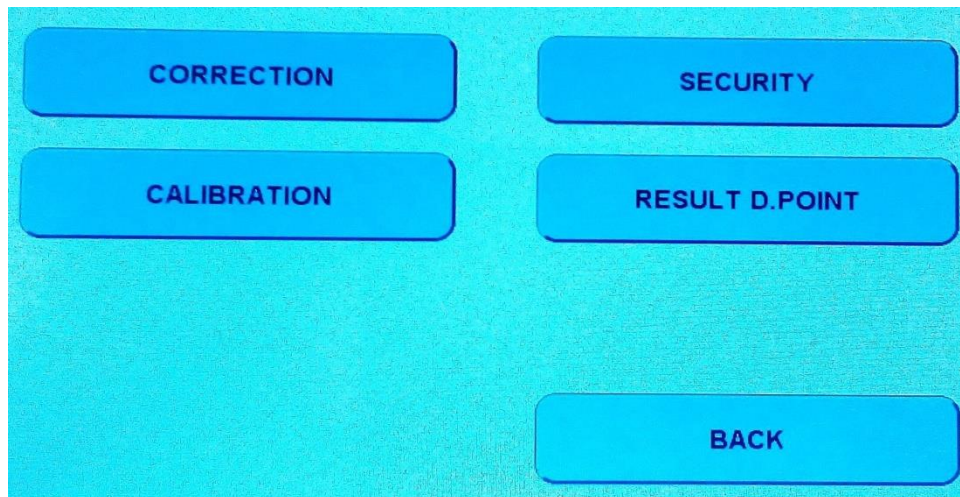 CORRECTION
SECURITY
CALIBRATION
RESULT D.POINT
BACK